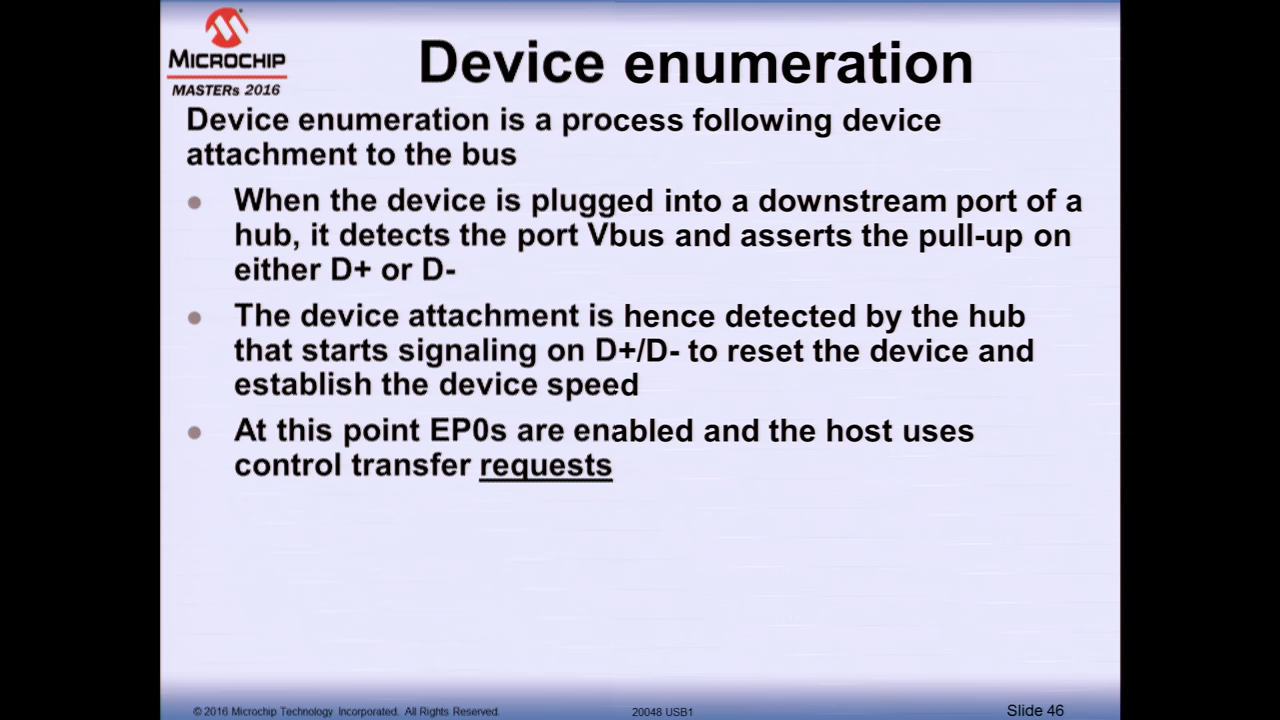 MICROCHIP
MASTERs 2016
Device enumeration
Device enumeration is a process following device
attachment to the bus
● When the device is plugged into a downstream port of a
hub, it detects the port Vbus and asserts the pull-up on
either D+ or D-
● The device attachment is hence detected by the hub
that starts signaling on D+/D- to reset the device and
establish the device speed
● At this point EP0s are enabled and the host uses
control transfer requests
© 2016 Microchip Technology Incorporated. All Rights Reserved.
20048 USB1
Slide 46